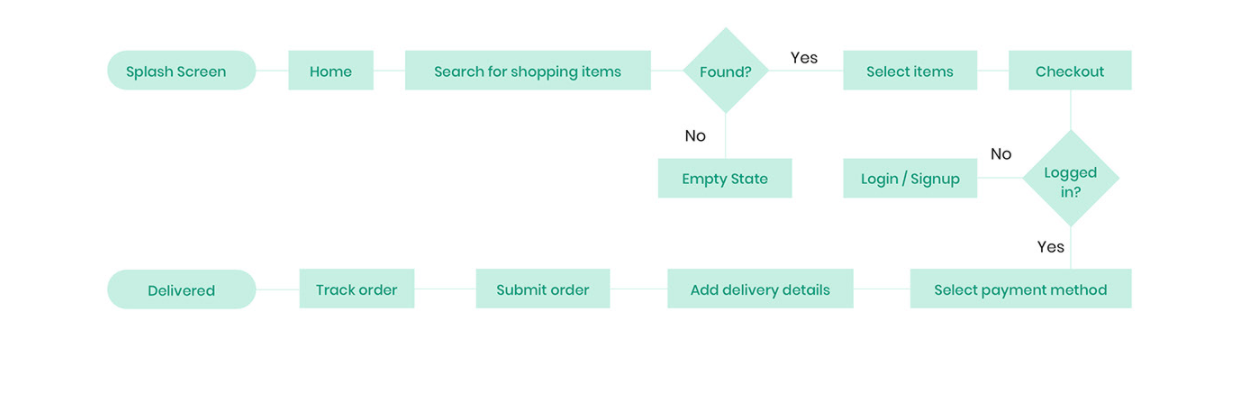 Splash Screen
Home
Search for shopping items
Found?
Yes
Select items
Checkout
No
Empty State
Login / Signup
No
Logged
in?
Yes
Delivered
Track order
Submit order
Add delivery details
Select payment method